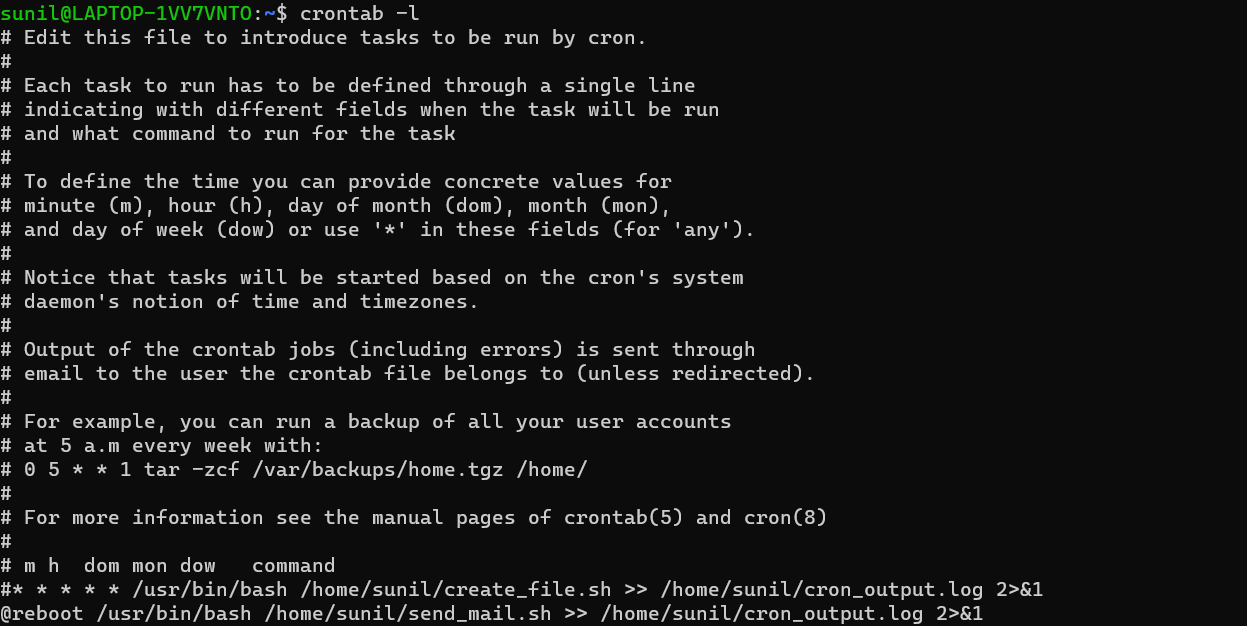 sunil@LAPTOP-1VV7VNTO:~$ crontab -l
# Edit this file to introduce tasks to be run by cron.
#
# Each task to run has to be defined through a single line
# indicating with different fields when the task will be run
# and what command to run for the task
#
# To define the time you can provide concrete values for
# minute (m), hour (h), day of month (dom), month (mon),
# and day of week (dow) or use '*' in these fields (for 'any').
#
# Notice that tasks will be started based on the cron's system
# daemon's notion of time and timezones.
#
# Output of the crontab jobs (including errors) is sent through
# email to the user the crontab file belongs to (unless redirected).
#
# For example, you can run a backup of all your user accounts
# at 5 a.m every week with:
# 0 5 * * 1 tar -zcf /var/backups/home.tgz /home/
#
# For more information see the manual pages of crontab(5) and cron(8)
#
# m h  dom mon dow   command
#* * * * * /usr/bin/bash /home/sunil/create_file.sh >> /home/sunil/cron_output.log 2>&1
@reboot /usr/bin/bash /home/sunil/send_mail.sh >> /home/sunil/cron_output.log 2>&1